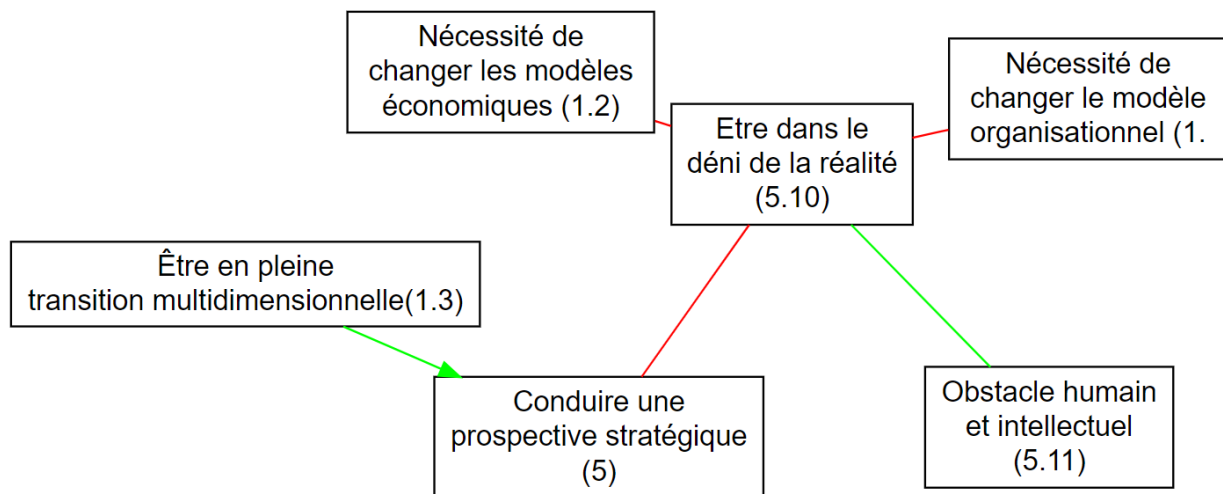 Nécessité de
changer les modèles
économiques (1.2)
Nécessité de
changer le modèle
organisationnel (1.
Etre dans le
déni de la réalité
(5.10)
Être en pleine
transition multidimensionnelle(1.3)
Conduire une
prospective stratégique
(5)
Obstacle humain
et intellectuel
(5.11)